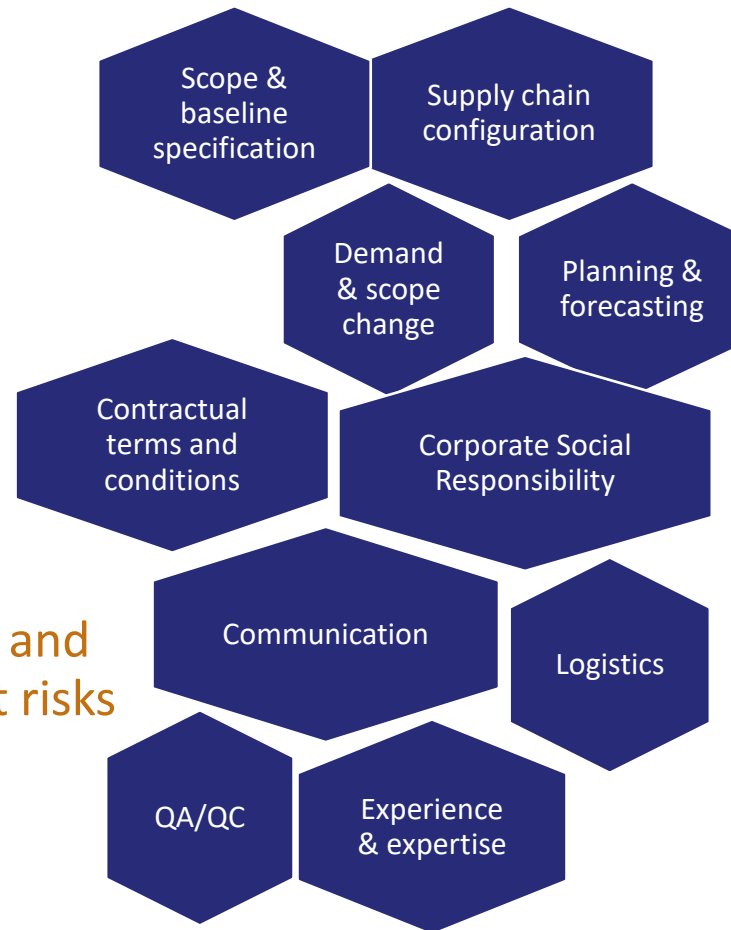 Scope &
baseline
specification
Supply chain
configuration
Demand
& scope
change
Planning &
forecasting
Contractual
terms and
conditions
Corporate Social
Responsibility
Communication
Logistics
and
t risks
QA/QC
Experience
& expertise